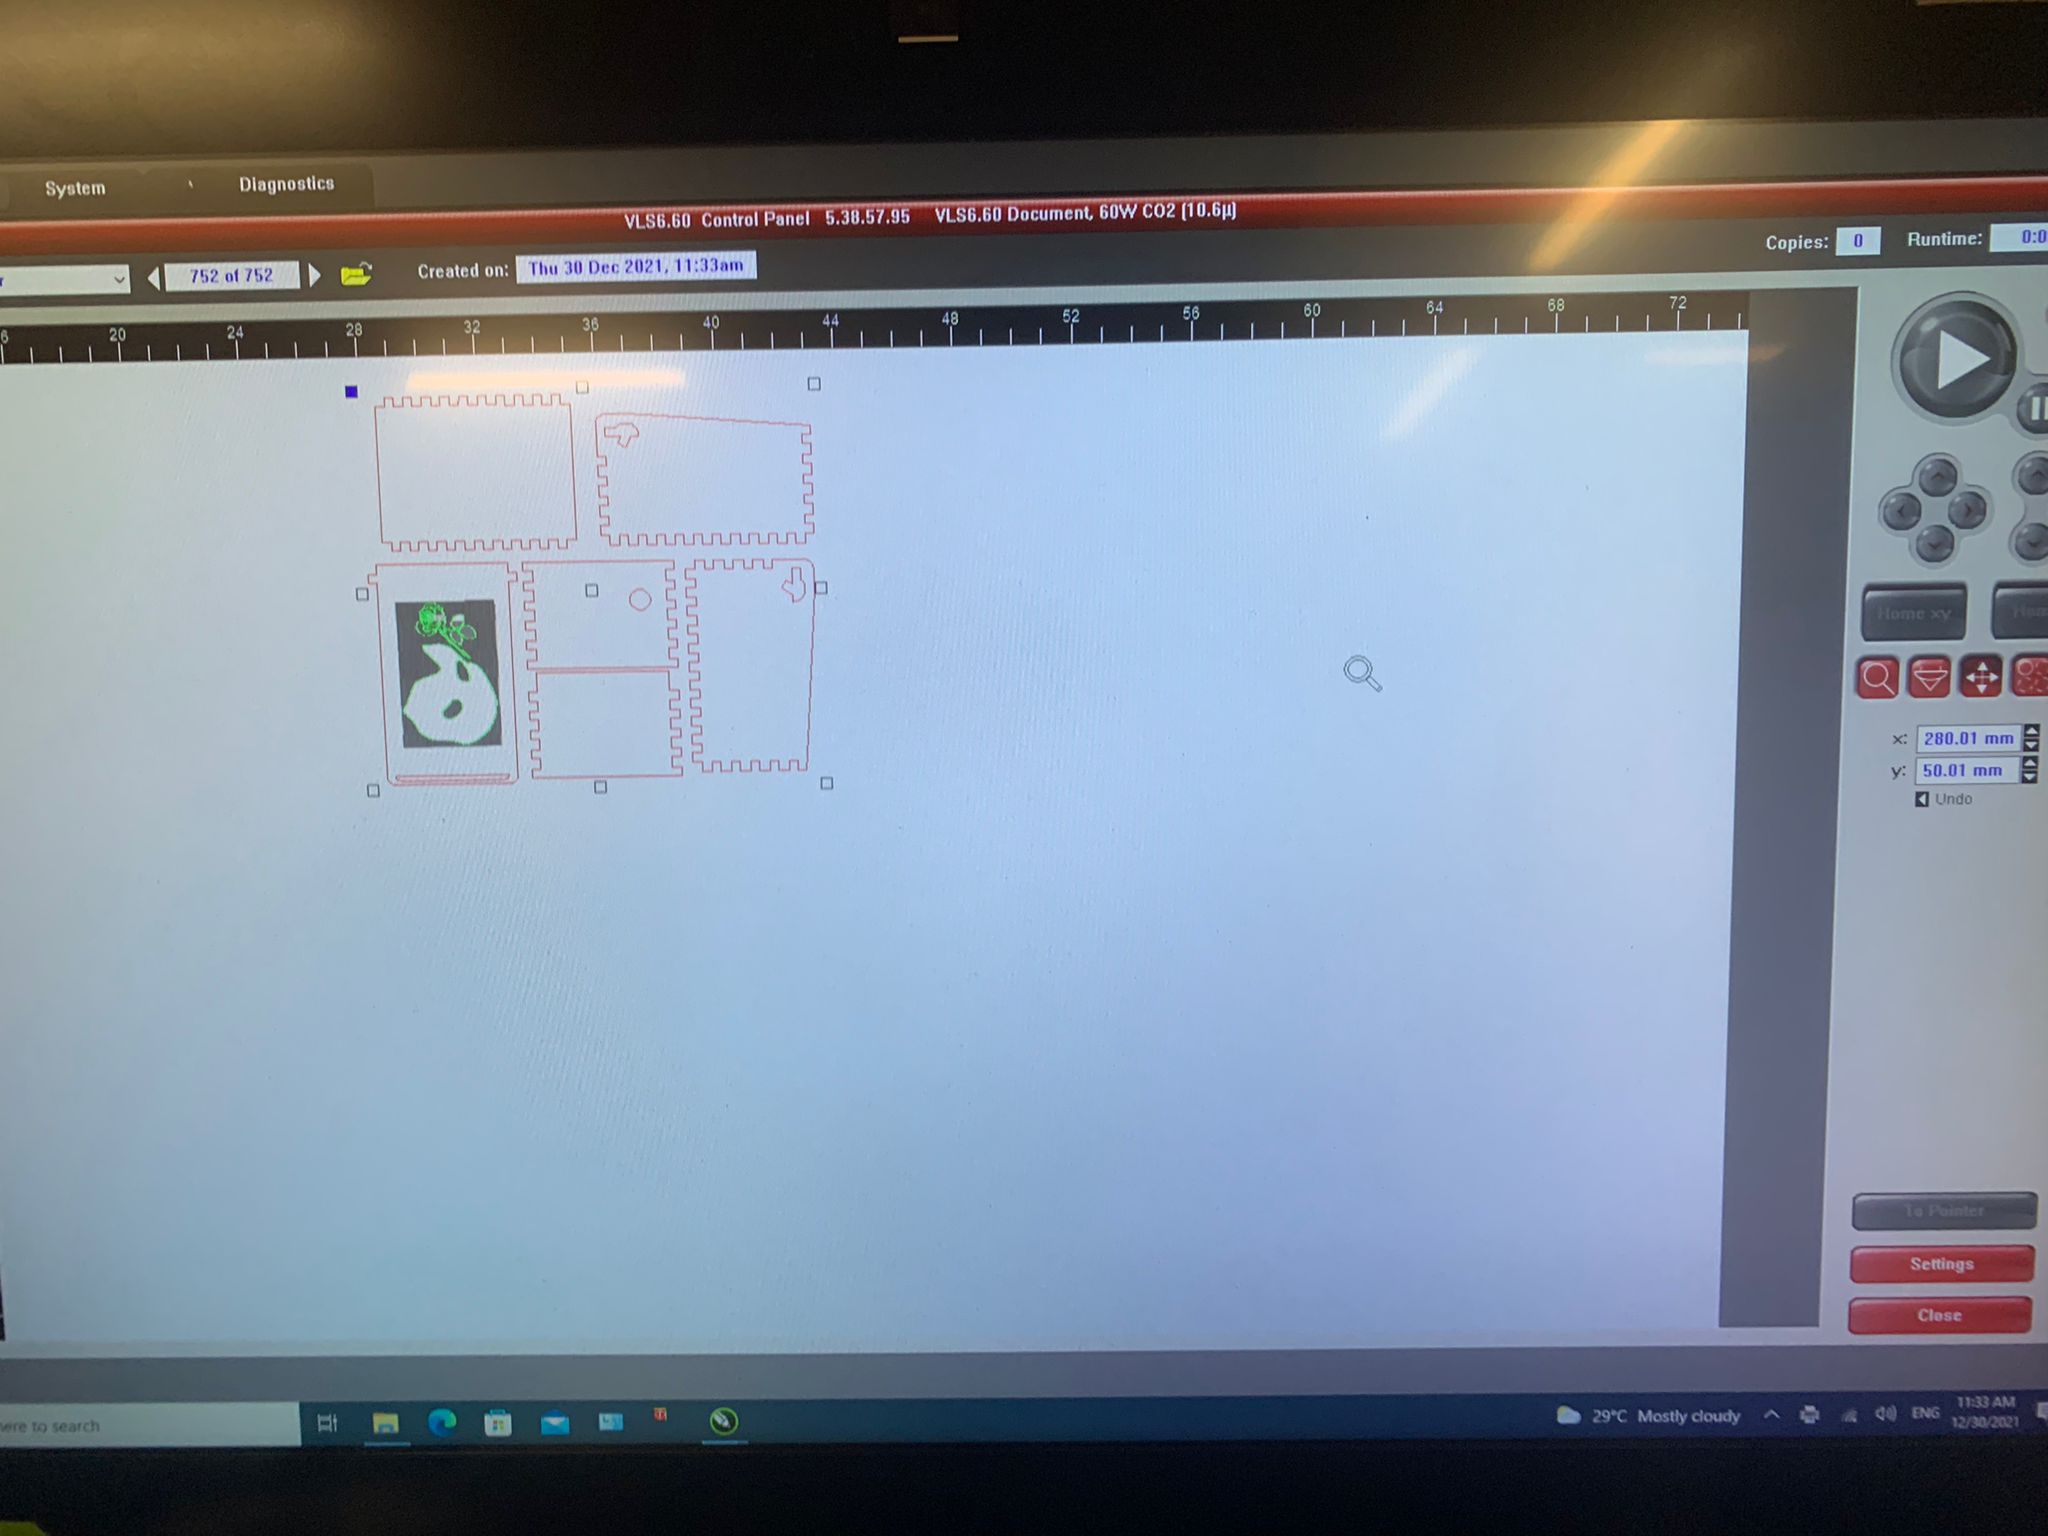 System
Diagnostics
VLS6.60 Control Panel 5.38.57.95 VLS6.60 Document, 60W CO2 (10.6µ)
Copies: 0 Runtime: 0:0
752 of 752
Created on: Thu 30 Dec 2021, 11:33am
6 20 24 28 32 36 40 44 48 52 56 60 64 68 72
Home xy
x: 280.01 mm
y: 50.01 mm
Undo
To Pointer
Settings
Close
here to search
29°C Mostly cloudy
ENG
11:33 AM
12/30/2021